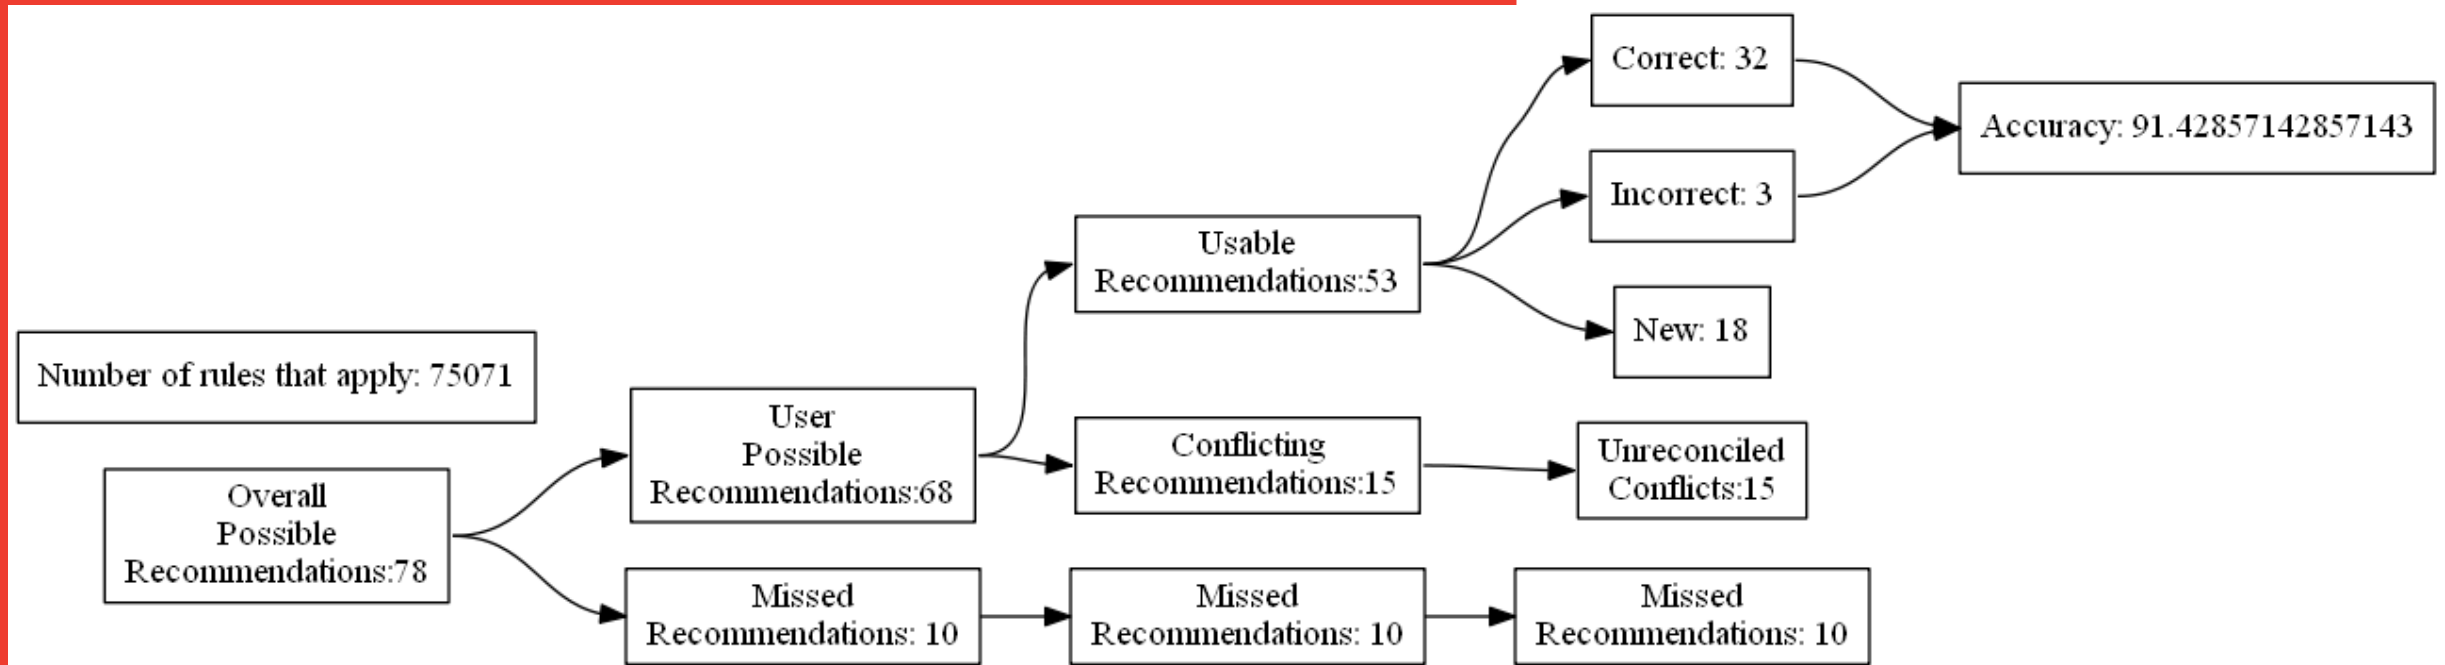 Number of rules that apply: 75071
Overall
Possible
Recommendations:78
User
Possible
Recommendations:68
Missed
Recommendations: 10
Usable
Recommendations:53
Conflicting
Recommendations:15
Missed
Recommendations: 10
Correct: 32
Incorrect: 3
New: 18
Unreconciled
Conflicts:15
Missed
Recommendations: 10
Accuracy: 91.42857142857143